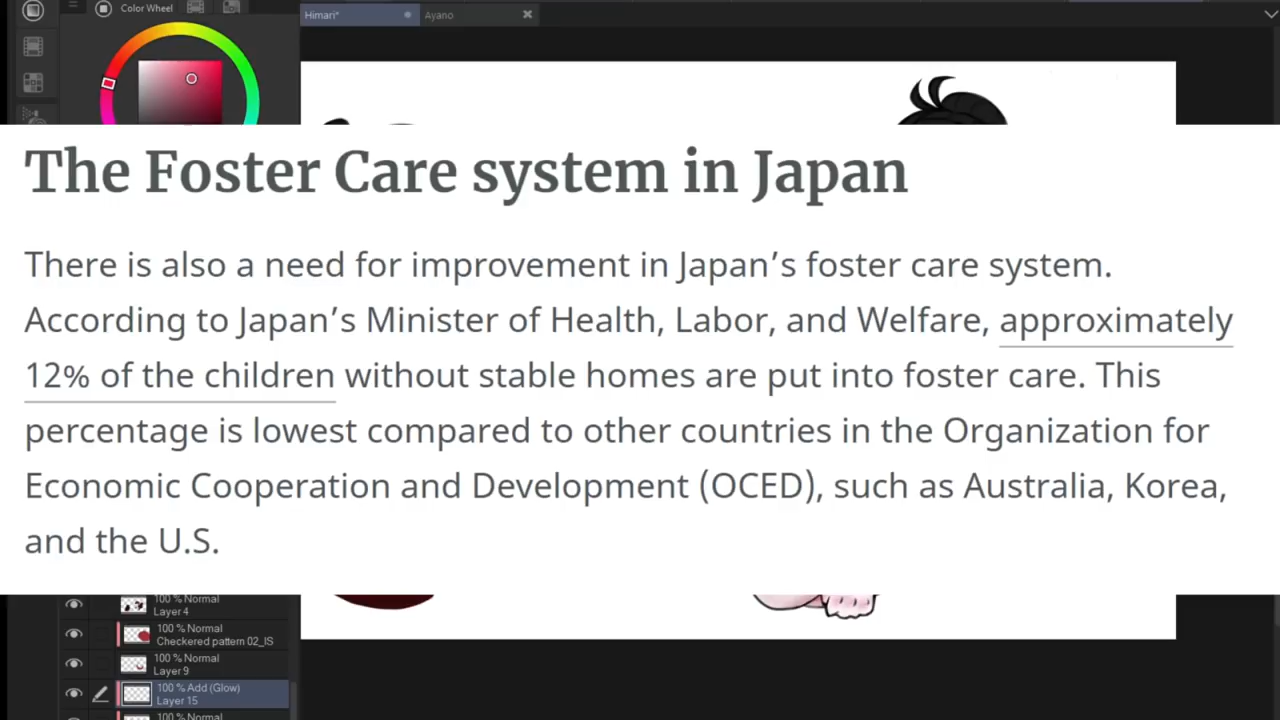 Color Wheel
Himari*
Ayano
The Foster Care system in Japan
There is also a need for improvement in Japan’s foster care system.
According to Japan’s Minister of Health, Labor, and Welfare, approximately
12% of the children without stable homes are put into foster care. This
percentage is lowest compared to other countries in the Organization for
Economic Cooperation and Development (OCED), such as Australia, Korea,
and the U.S.
100 % Normal
Layer 4
100 % Normal
Checkered pattern 02_IS
100 % Normal
Layer 9
100 % Add (Glow)
Layer 15
100 % Normal